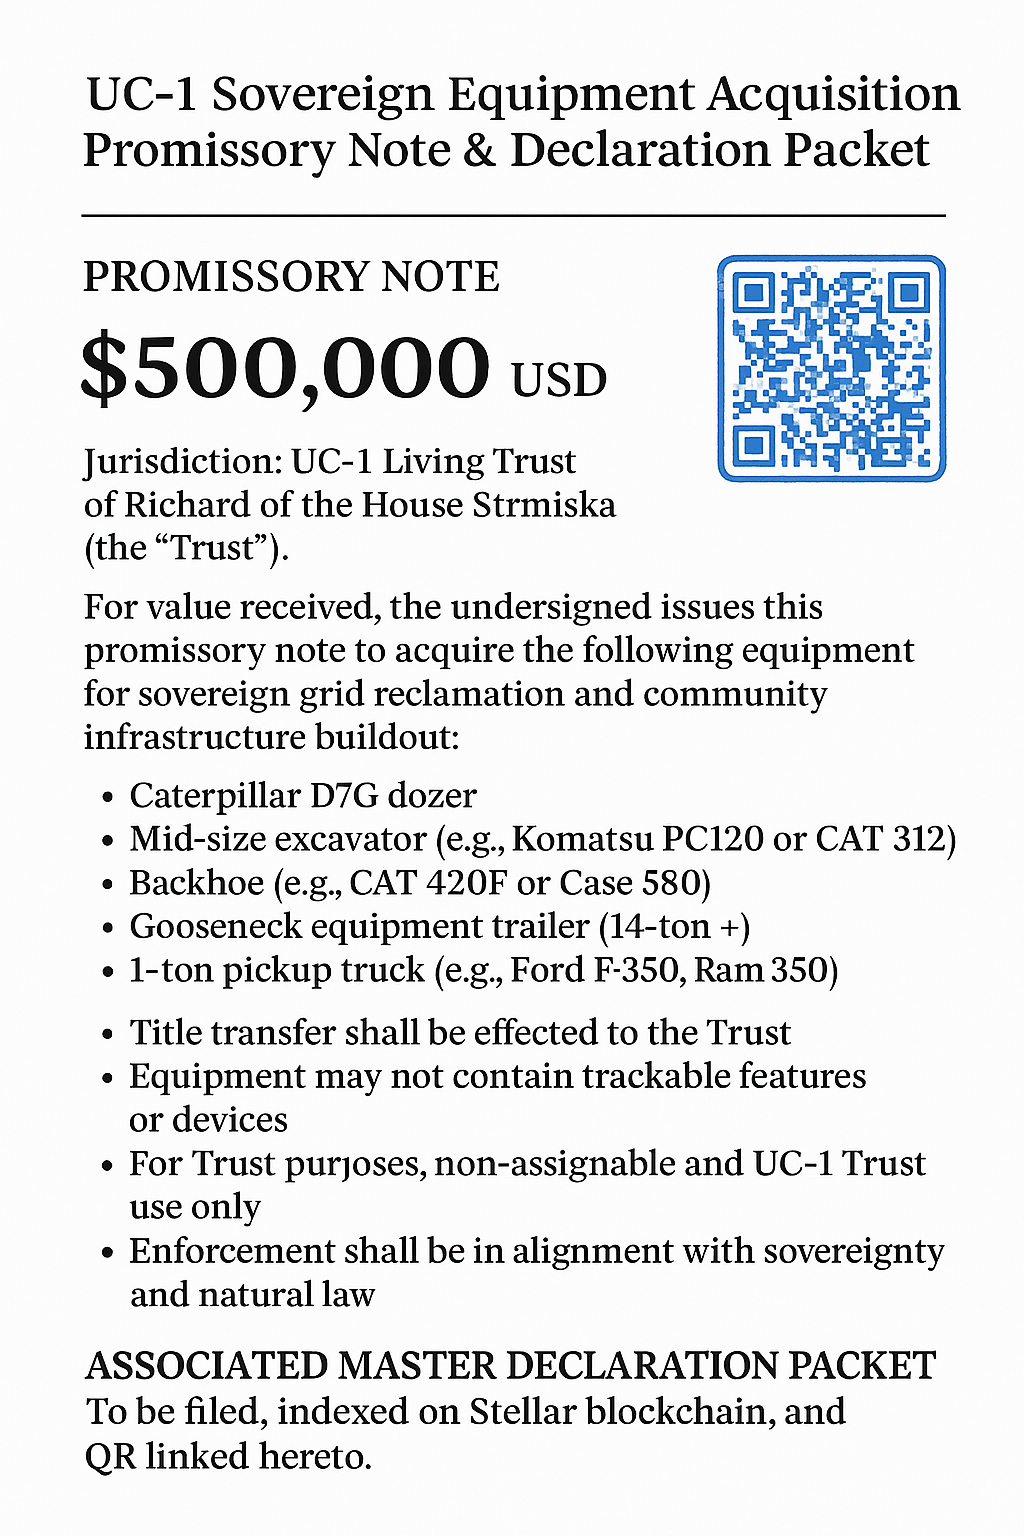 UC-1 Sovereign Equipment Acquisition
Promissory Note & Declaration Packet
PROMISSORY NOTE
$500,000 USD
Jurisdiction: UC-1 Living Trust
of Richard of the House Strmiska
(the “Trust”).
For value received, the undersigned issues this
promissory note to acquire the following equipment
for sovereign grid reclamation and community
infrastructure buildout:
• Caterpillar D7G dozer
• Mid-size excavator (e.g., Komatsu PC120 or CAT 312)
• Backhoe (e.g., CAT 420F or Case 580)
• Gooseneck equipment trailer (14-ton +)
• 1-ton pickup truck (e.g., Ford F-350, Ram 350)
• Title transfer shall be effected to the Trust
• Equipment may not contain trackable features
or devices
• For Trust purȷoses, non-assignable and UC-1 Trust
use only
• Enforcement shall be in alignment with sovereignty
and natural law
ASSOCIATED MASTER DECLARATION PACKET
To be filed, indexed on Stellar blockchain, and
QR linked hereto.